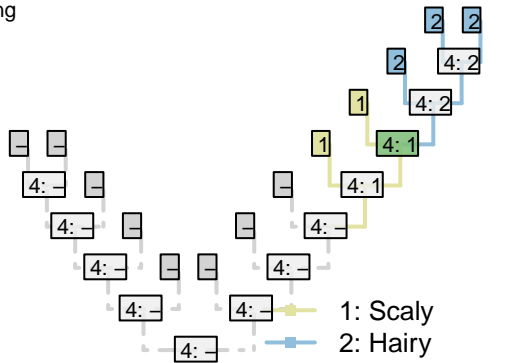 ng
2 2
2 4: 2
1 4: 2
– – 1 4: 1
4: – – – 4: 1
4: – – – 4: –
4: – – – 4: –
4: – 4: –
4: –
1: Scaly
2: Hairy